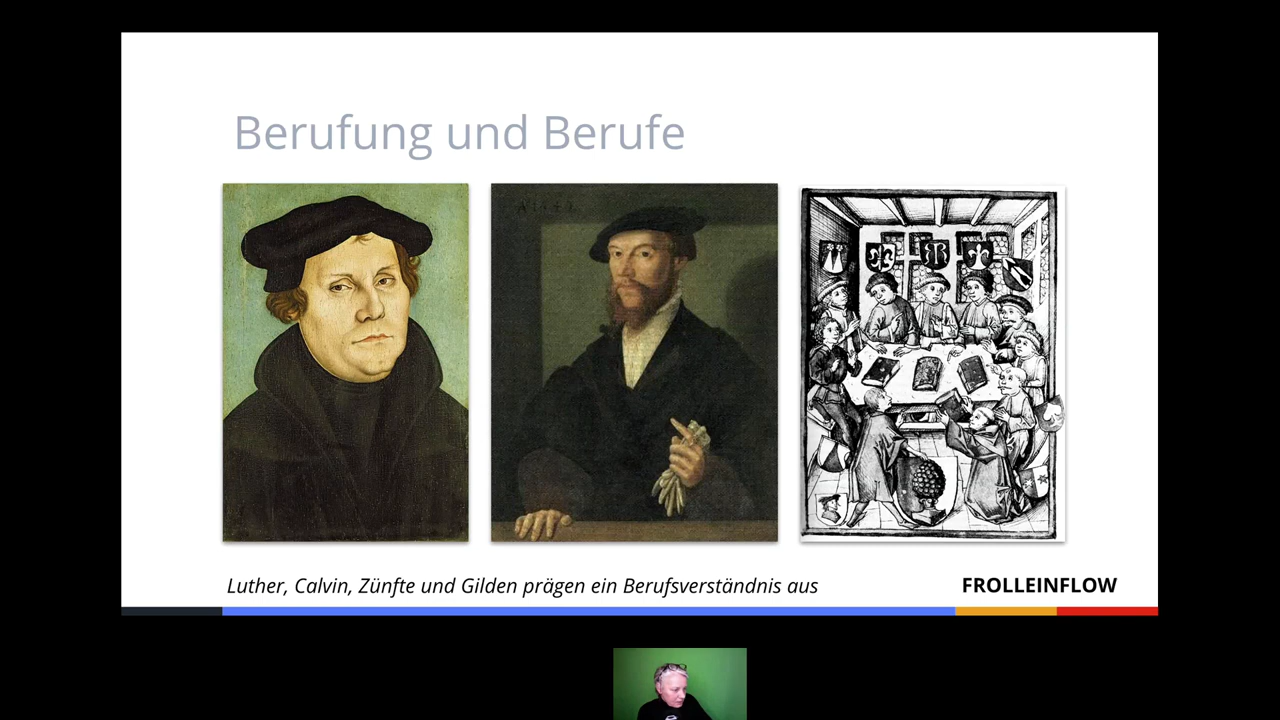 Berufung und Berufe
Luther, Calvin, Zünfte und Gilden prägen ein Berufsverständnis aus
FROLLEINFLOW